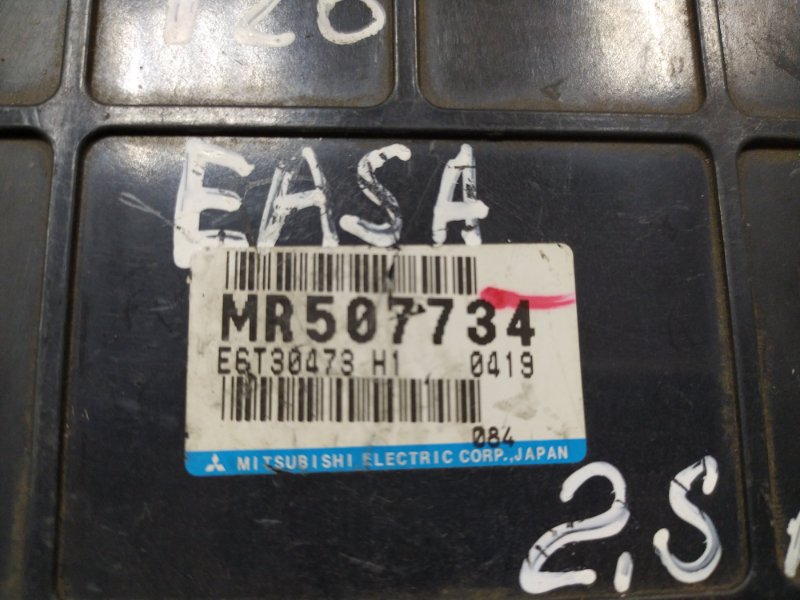 EASA
MR507734
E6T30473 H1 0419
084
MITSUBISHI ELECTRIC CORP.,JAPAN
2,5